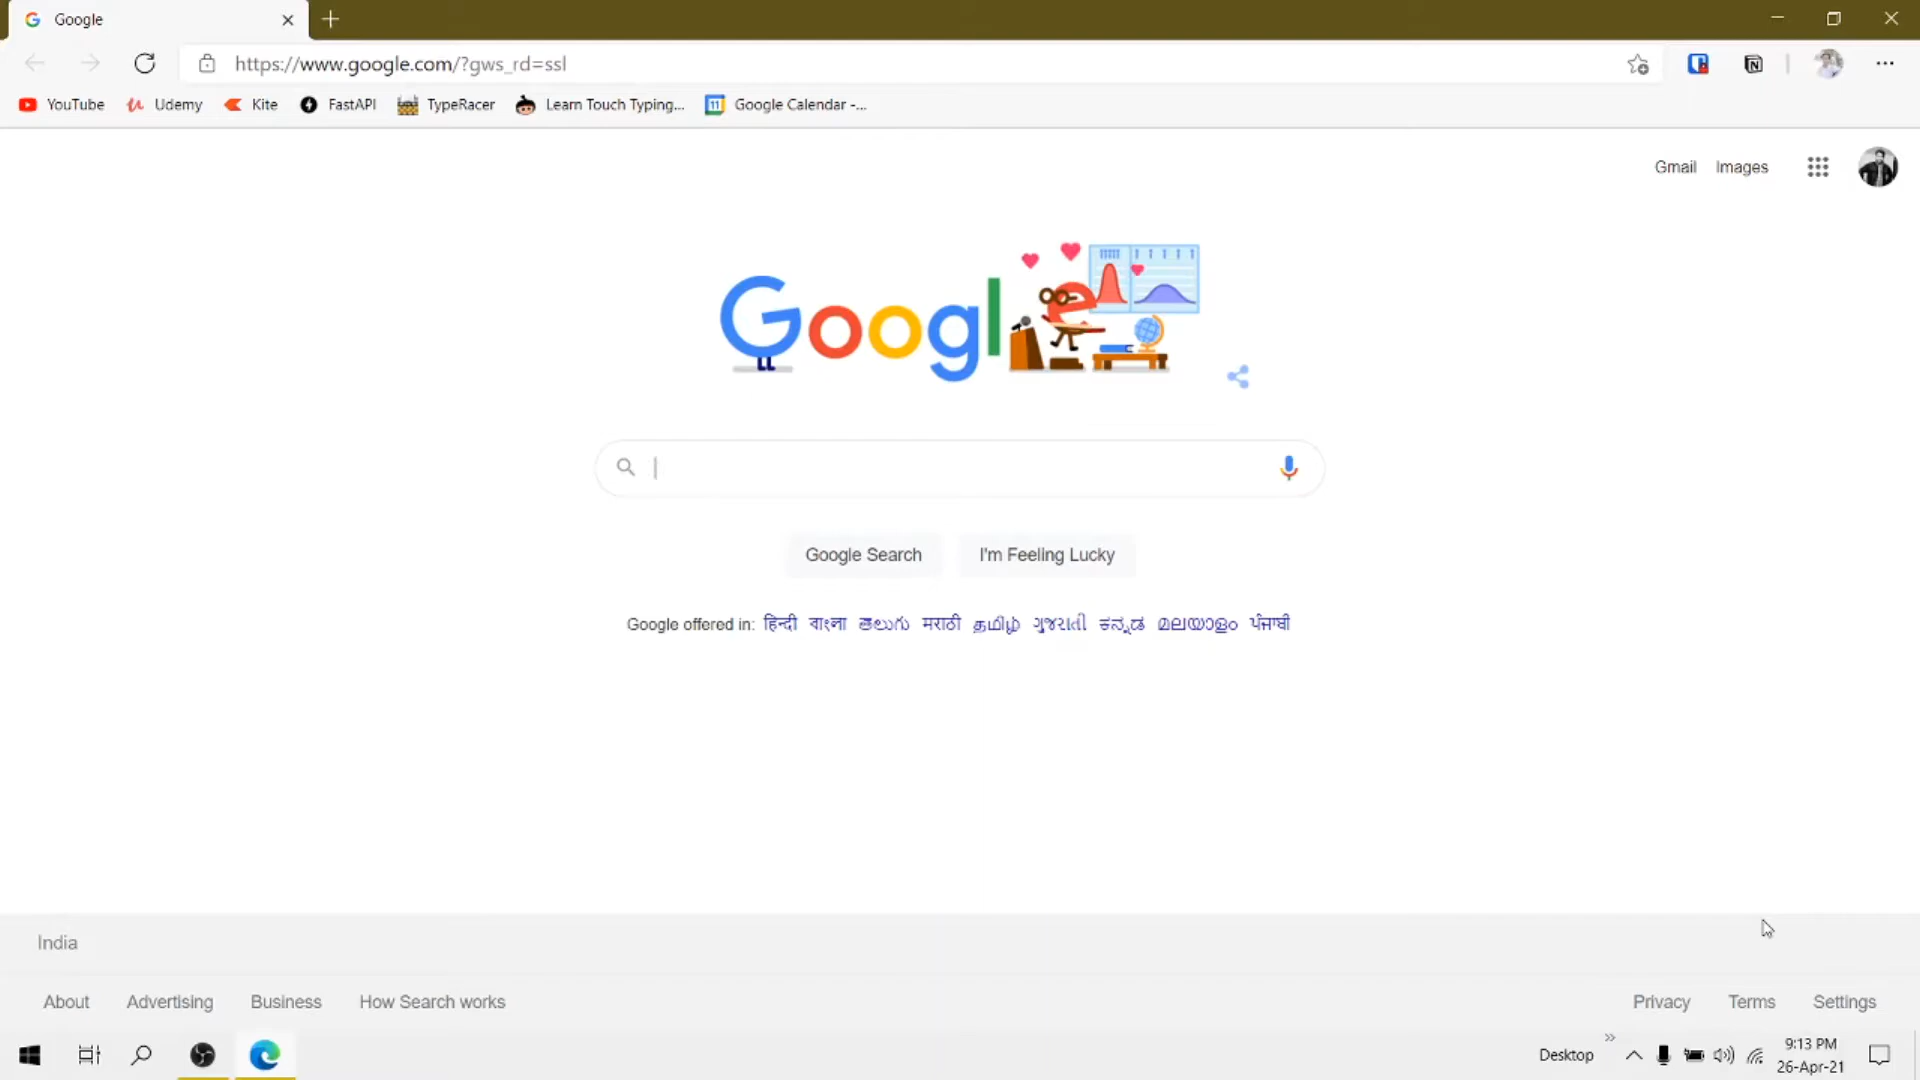 Google
https://www.google.com/?gws_rd=ssl
YouTube Udemy Kite FastAPI TypeRacer Learn Touch Typing... 11 Google Calendar -...
Gmail Images
Google
Google Search I'm Feeling Lucky
Google offered in: हिन्दी বাংলা తెలుగు मराठी தமிழ் ગુજરાતી ಕನ್ನಡ മലയാളം ਪੰਜਾਬੀ
India
About Advertising Business How Search works Privacy Terms Settings
Desktop 9:13 PM
26-Apr-21